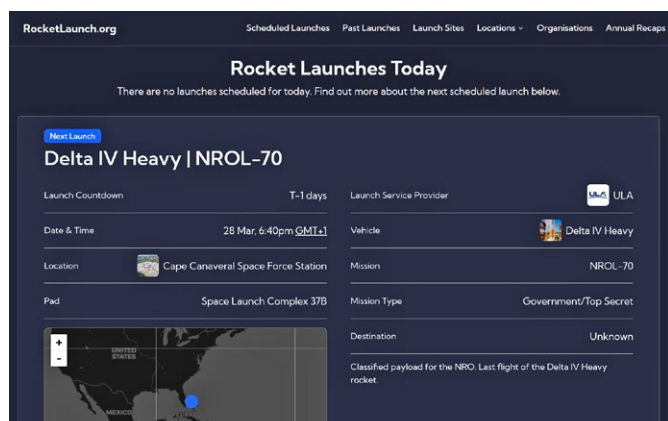 RocketLaunch.org
Scheduled Launches Past Launches Launch Sites Locations Organisations Annual Recaps
Rocket Launches Today
There are no launches scheduled for today. Find out more about the next scheduled launch below.
Next Launch
Delta IV Heavy | NROL-70
Launch Countdown T-1 days
Date & Time 28 Mar, 6:40pm GMT+1
Location Cape Canaveral Space Force Station
Pad Space Launch Complex 37B
+
-
UNITED
STATES
MEXICO
Launch Service Provider ULA ULA
Vehicle Delta IV Heavy
Mission NROL-70
Mission Type Government/Top Secret
Destination Unknown
Classified payload for the NRO. Last flight of the Delta IV Heavy
rocket.